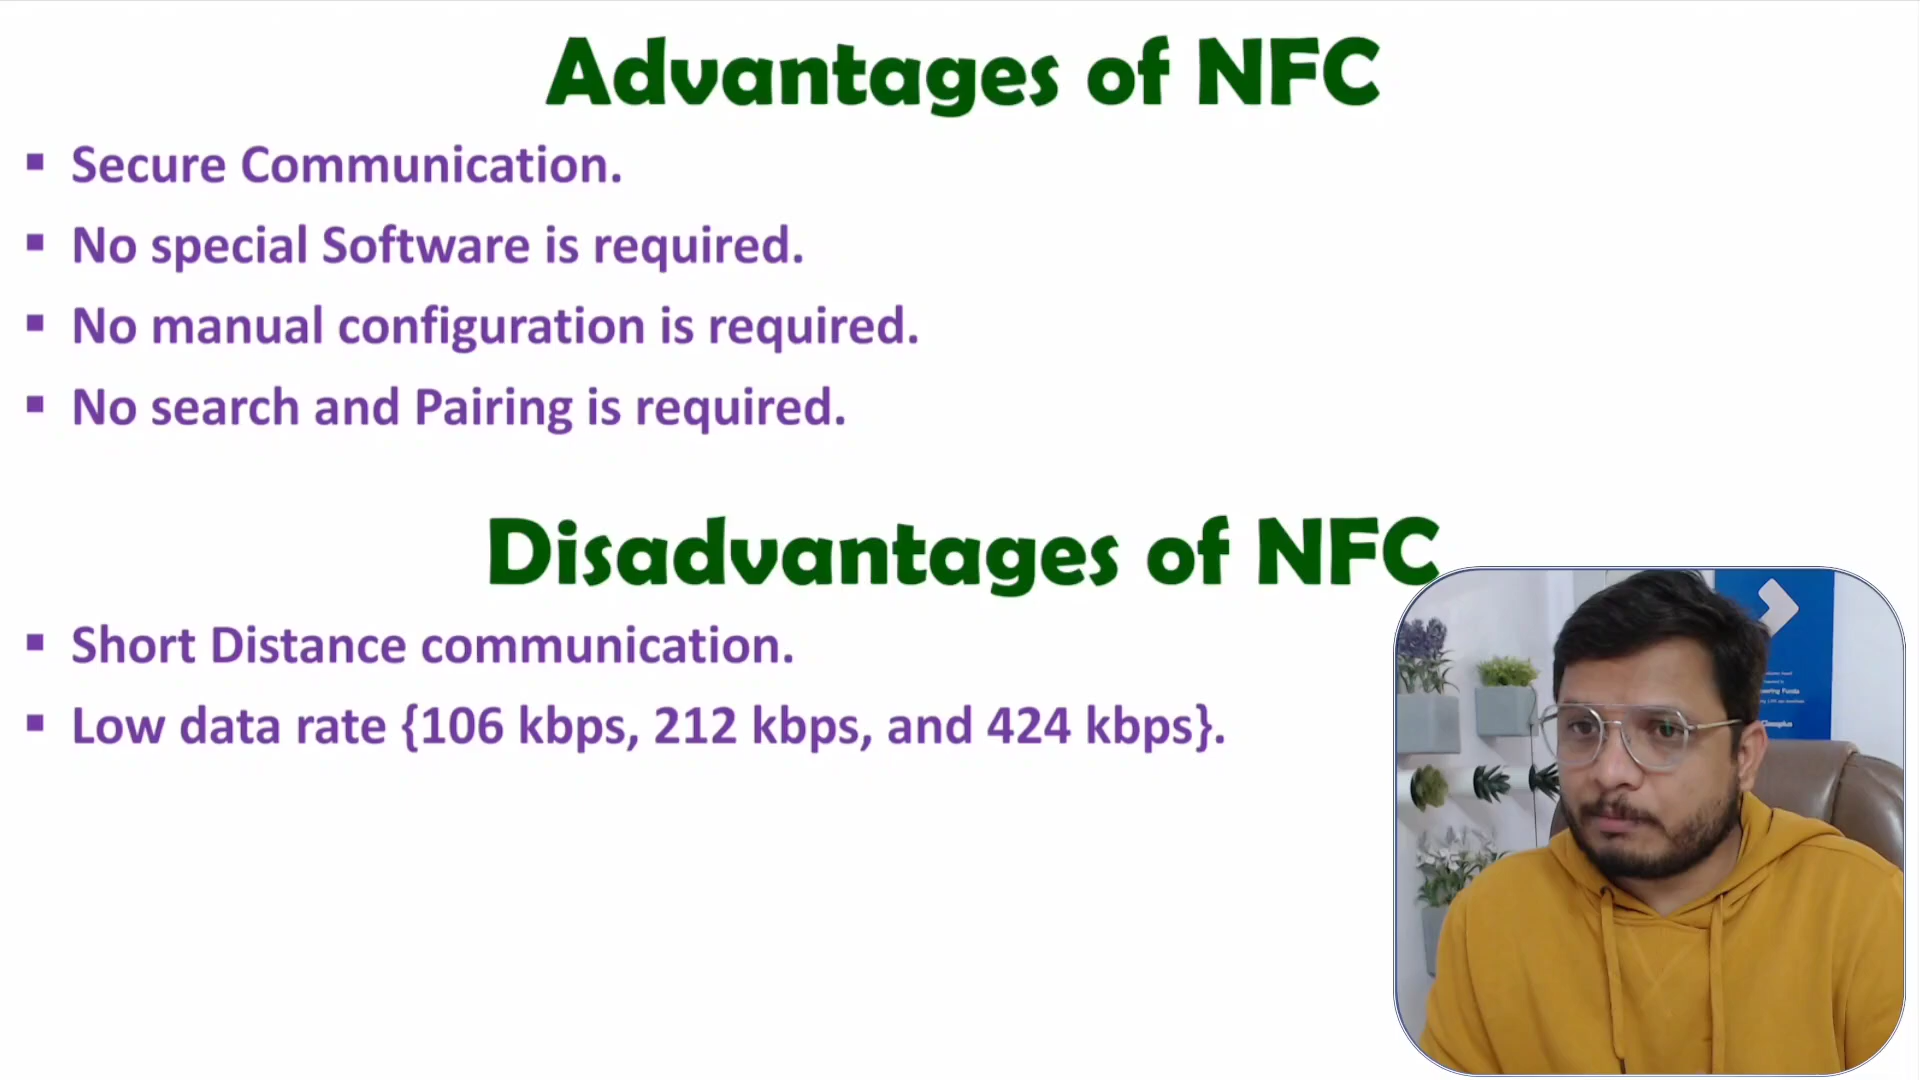 Advantages of NFC
▪ Secure Communication.
▪ No special Software is required.
▪ No manual configuration is required.
▪ No search and Pairing is required.
Disadvantages of NFC
▪ Short Distance communication.
▪ Low data rate {106 kbps, 212 kbps, and 424 kbps}.